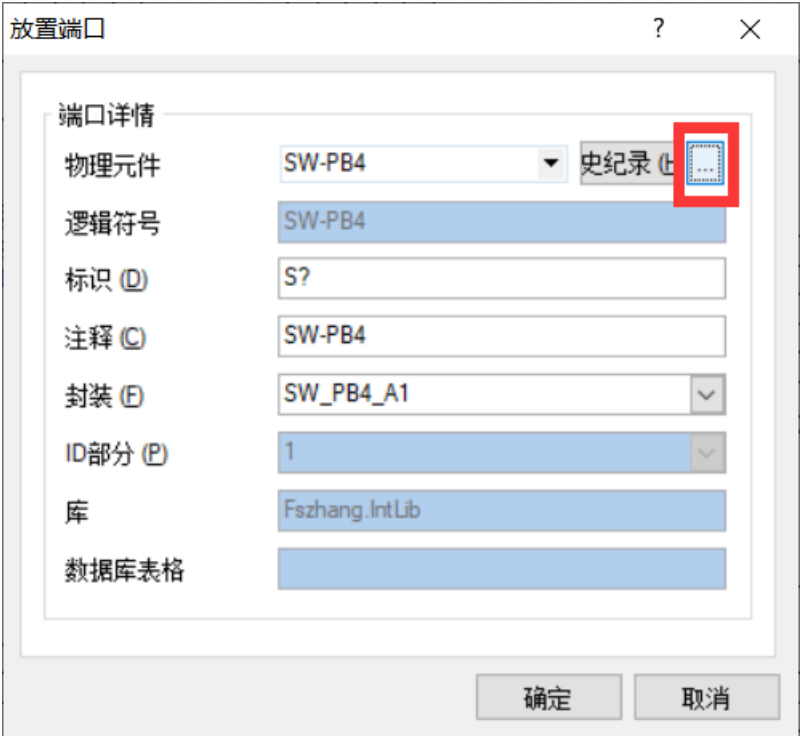 放置端口
端口详情
物理元件 SW-PB4 史纪录 ...
逻辑符号 SW-PB4
标识 (D) S?
注释 (C) SW-PB4
封装 (F) SW_PB4_A1
ID部分 (P) 1
库 Fszhang.IntLib
数据库表格
确定 取消